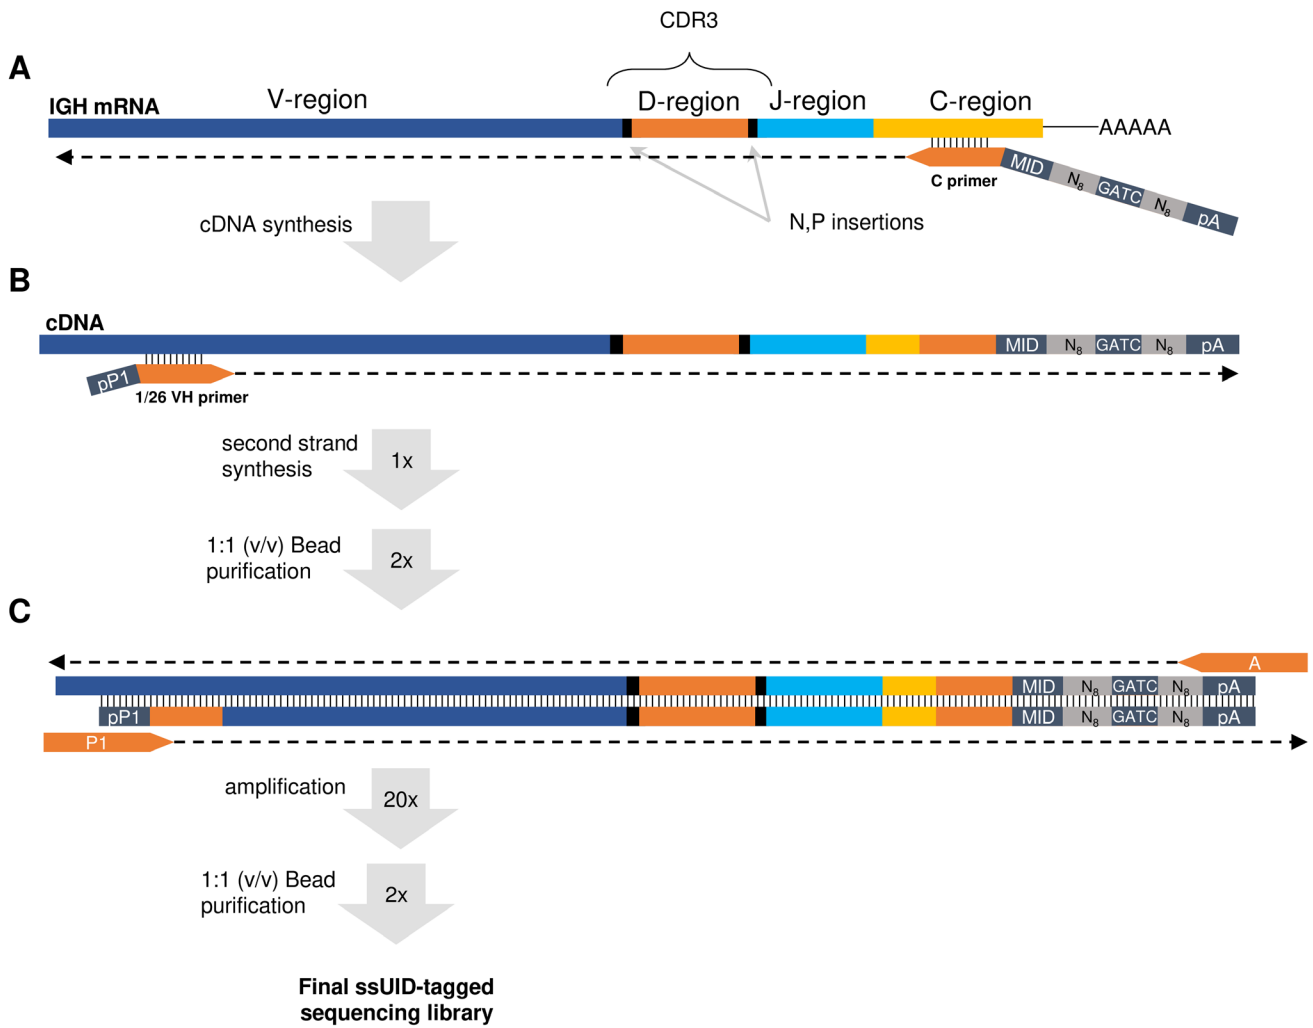 CDR3
A
IGH mRNA
V-region
D-region
J-region
C-region
AAAAA
C primer
MID
N8
GATC
N8
pA
cDNA synthesis
N,P insertions
B
cDNA
MID
N8
GATC
N8
pA
pP1
1/26 VH primer
second strand
synthesis
1x
1:1 (v/v) Bead
purification
2x
C
A
MID
N8
GATC
N8
pA
pP1
MID
N8
GATC
N8
pA
P1
amplification
20x
1:1 (v/v) Bead
purification
2x
Final ssUID-tagged
sequencing library